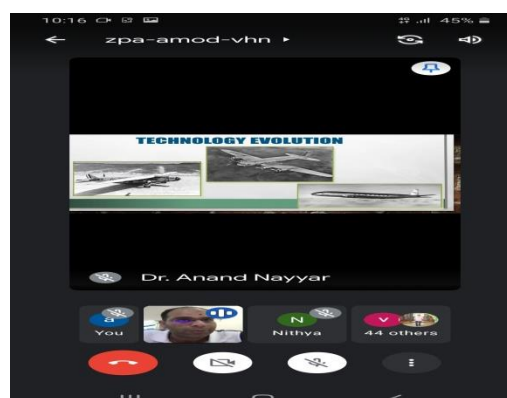 10:16 45%
zpa-amod-vhn
TECHNOLOGY EVOLUTION
Dr. Anand Nayyar
a N V
You Nithya 44 others